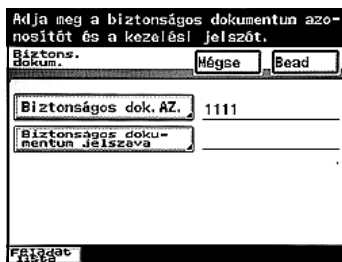 Adja meg a biztonságos dokumentum azo-
nosítót és a kezelési jelszót.
Biztons.
dokum.
Mégse
Bead
Biztonságos dok. AZ.
1111
Biztonságos doku-
mentum jelszava
Feladat
lista